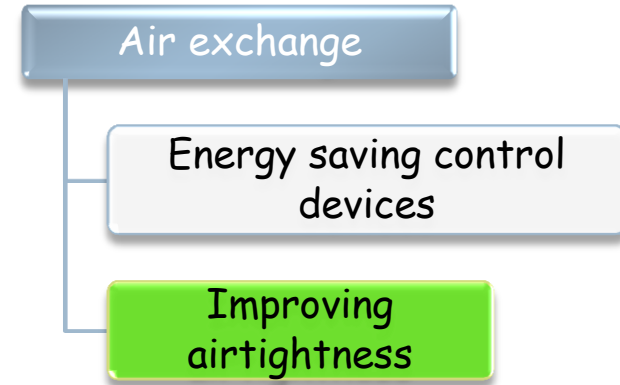 Air exchange
Energy saving control
devices
Improving
airtightness